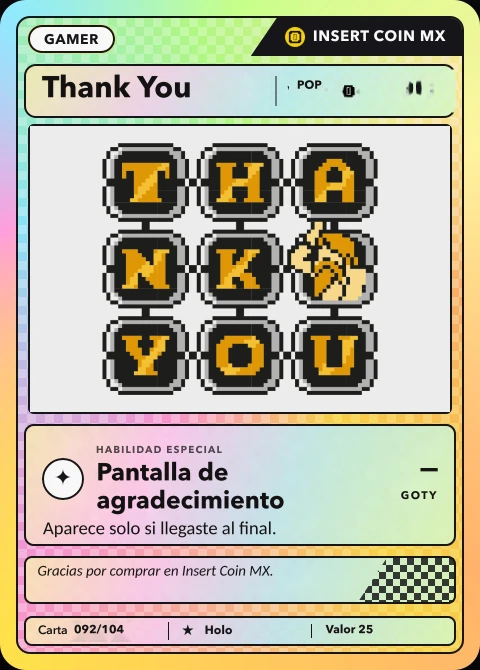 GAMER
INSERT COIN MX
Thank You
POP
T H A
N K
Y O U
HABILIDAD ESPECIAL
Pantalla de
agradecimiento
—
GOTY
Aparece solo si llegaste al final.
Gracias por comprar en Insert Coin MX.
Carta 092/104 ★ Holo Valor 25